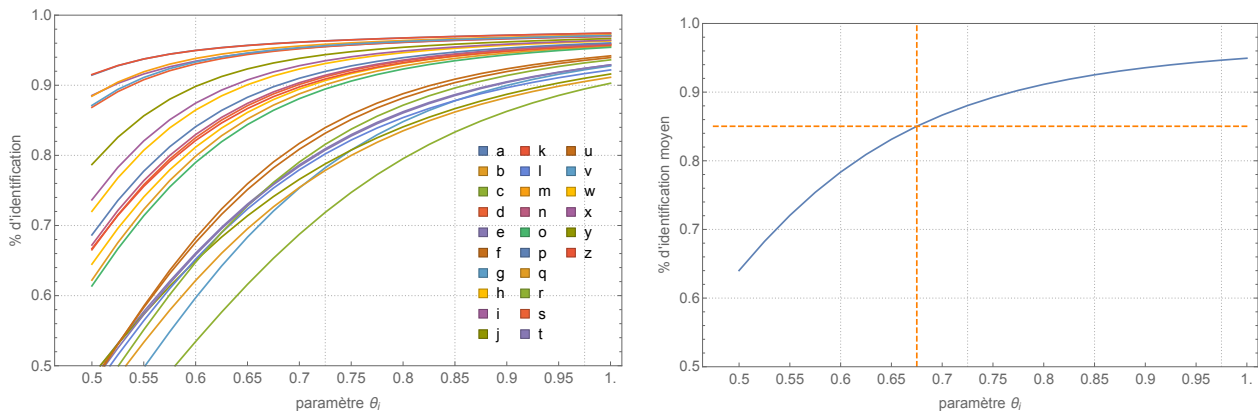 % d'identification
1.0
0.9
0.8
0.7
0.6
0.5
a k u
b l v
c m w
d n x
e o y
f p z
g q
h r
i s
j t
0.5 0.55 0.6 0.65 0.7 0.75 0.8 0.85 0.9 0.95 1.
paramètre θi
% d'identification moyen
1.0
0.9
0.8
0.7
0.6
0.5
0.5 0.55 0.6 0.65 0.7 0.75 0.8 0.85 0.9 0.95 1.
paramètre θi